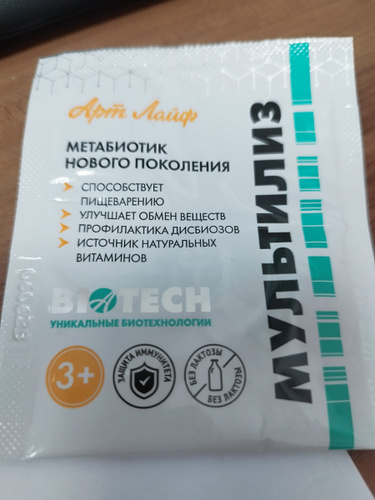 Арт Лайф
МЕТАБИОТИК
НОВОГО ПОКОЛЕНИЯ
СПОСОБСТВУЕТ
ПИЩЕВАРЕНИЮ
УЛУЧШАЕТ ОБМЕН ВЕЩЕСТВ
ПРОФИЛАКТИКА ДИСБИОЗОВ
ИСТОЧНИК НАТУРАЛЬНЫХ
ВИТАМИНОВ
BIOTECH
УНИКАЛЬНЫЕ БИОТЕХНОЛОГИИ
3+
ЗАЩИТА ИММУНИТЕТА
БЕЗ ЛАКТОЗЫ
БЕЗ ЛАКТОЗЫ
МУЛЬТИЛИЗ